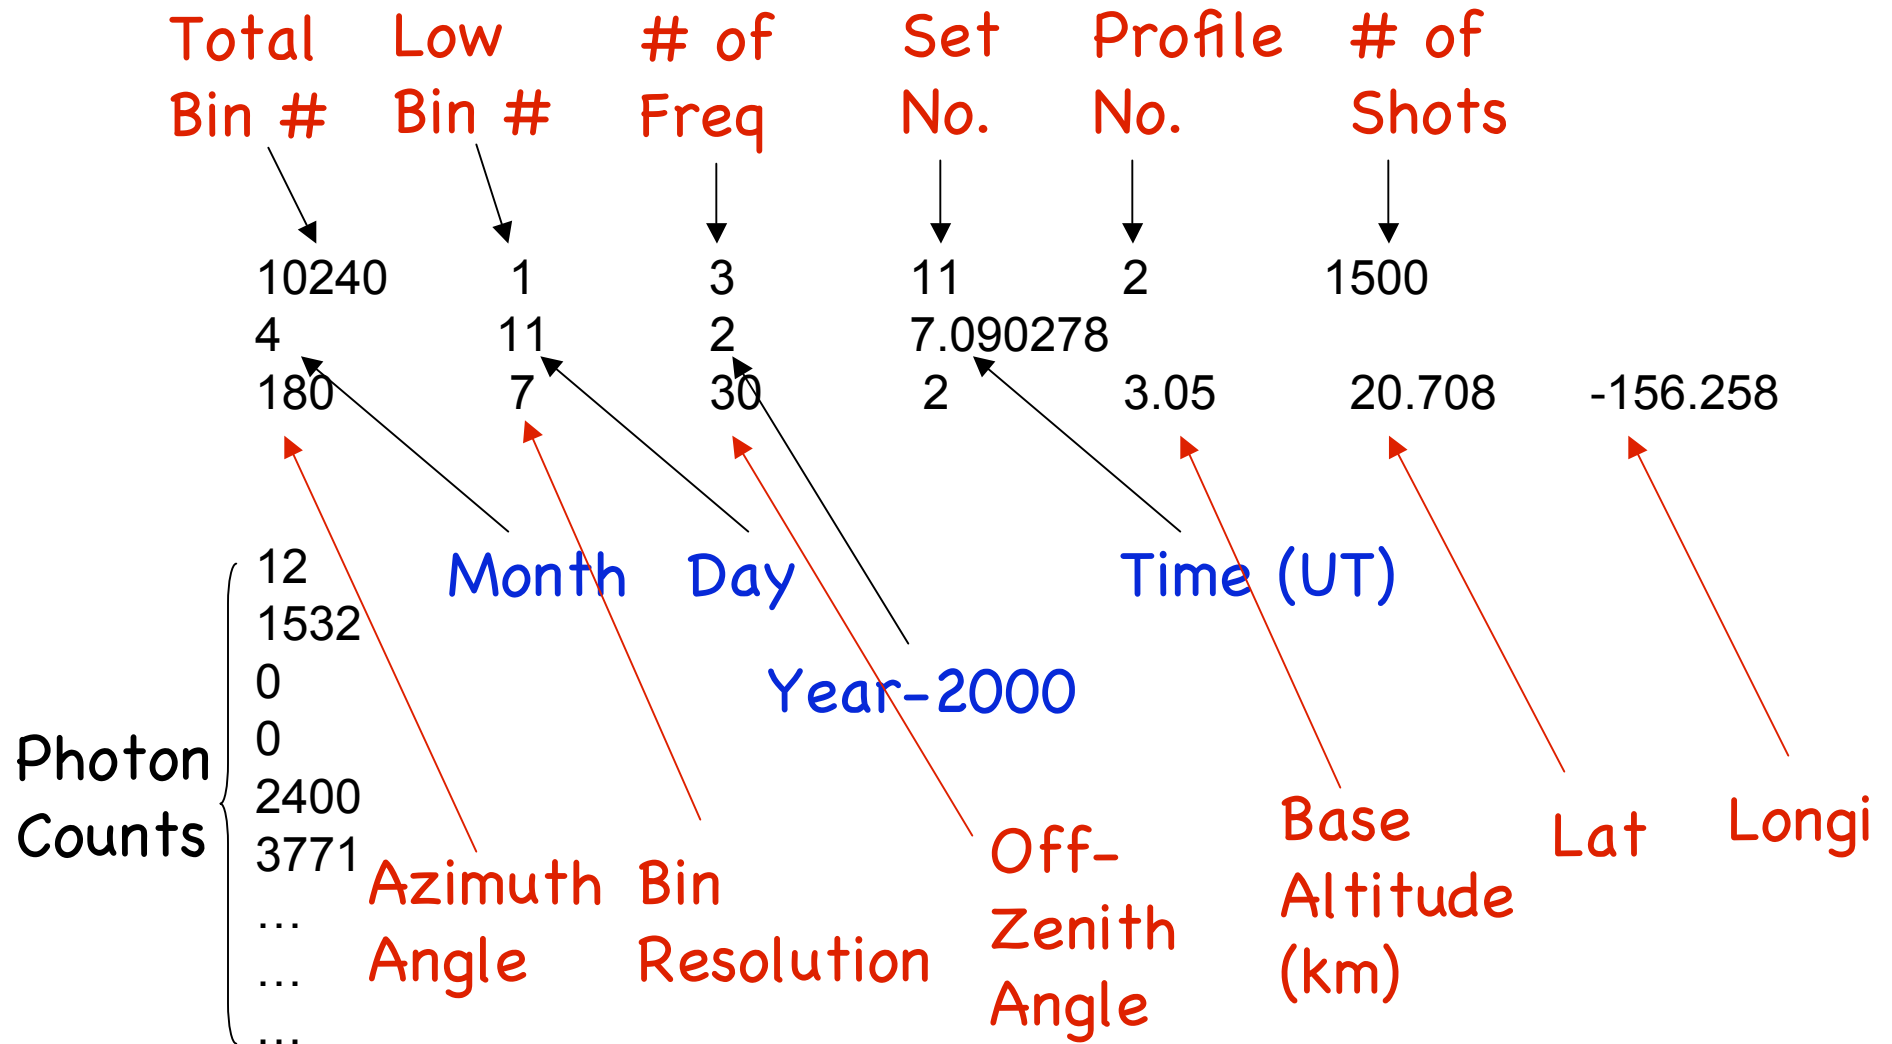 Total Low # of Set Profile # of
Bin # Bin # Freq No. No. Shots
10240 1 3 11 2 1500
4 11 2 7.090278
180 7 30 2 3.05 20.708 -156.258
12
Month Day Time (UT)
1532
0
Year-2000
0
Photon
Counts
2400
3771
...
...
...
Azimuth
Angle
Bin
Resolution
Off-
Zenith
Angle
Base
Altitude
(km)
Lat
Longi